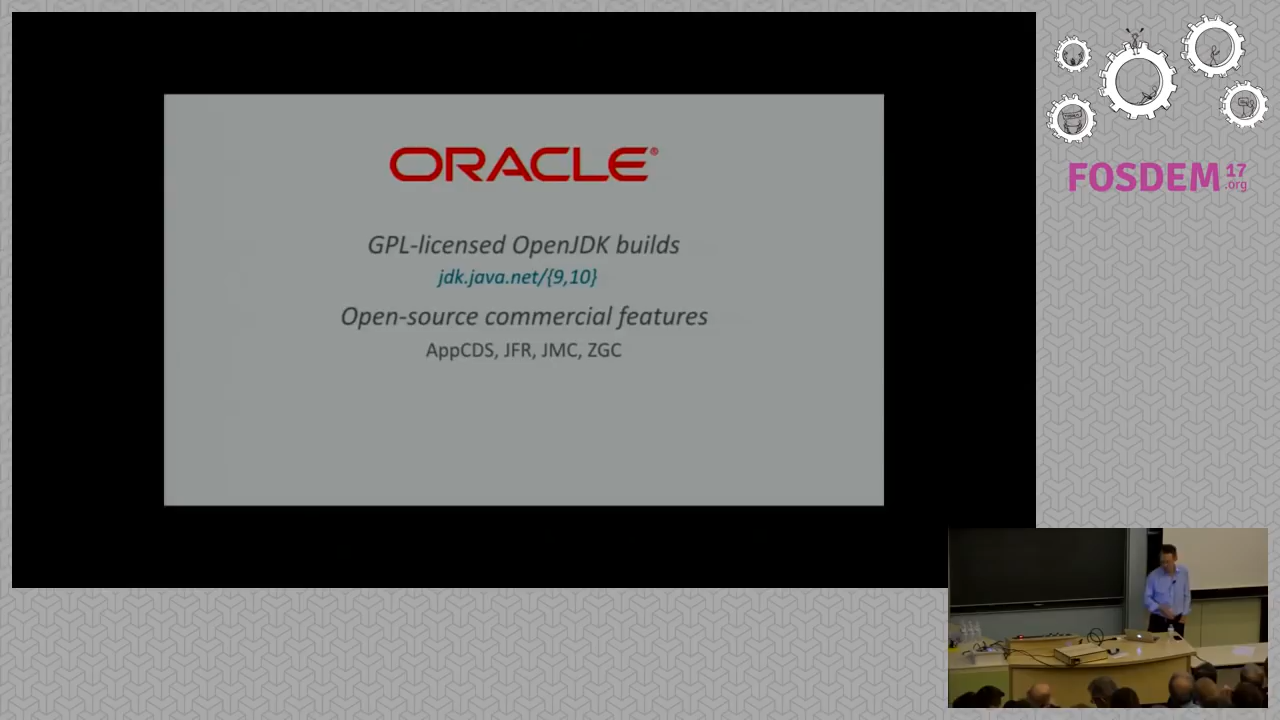 ORACLE®
GPL-licensed OpenJDK builds
jdk.java.net/{9,10}
Open-source commercial features
AppCDS, JFR, JMC, ZGC
FOSDEM 17
.org